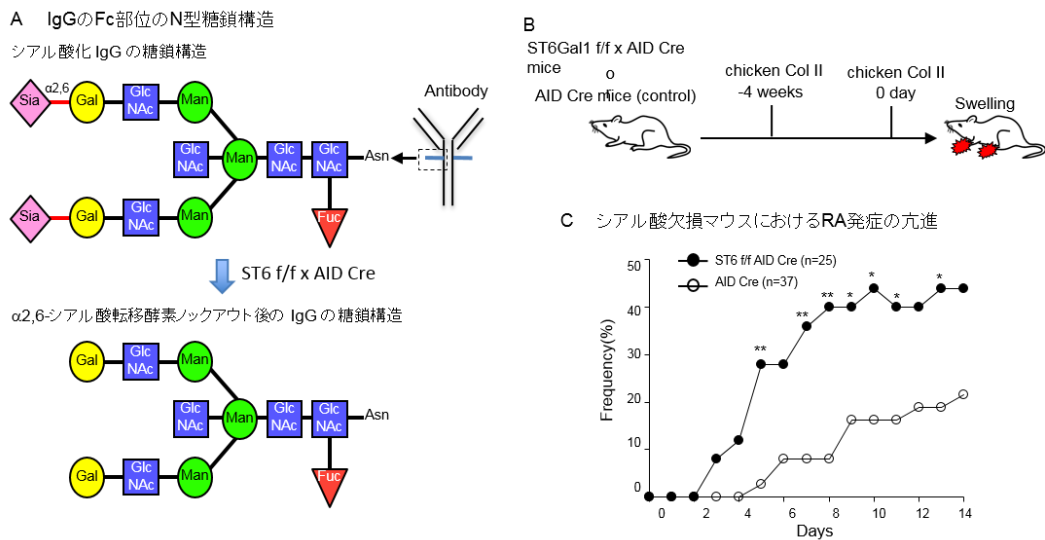 A IgGのFc部位のN型糖鎖構造
シアル酸化 IgG の糖鎖構造
Sia
α2,6
Gal
Glc
NAc
Man
Glc
NAc
Man
Glc
NAc
Glc
NAc
Asn
Antibody
Sia
Gal
Glc
NAc
Man
Fuc
ST6 f/f x AID Cre
α2,6-シアル酸転移酵素ノックアウト後の IgG の糖鎖構造
Gal
Glc
NAc
Man
Glc
NAc
Man
Glc
NAc
Glc
NAc
Asn
Gal
Glc
NAc
Man
Fuc
B
ST6Gal1 f/f x AID Cre
mice
o
AID Cre mice (control)
chicken Col II
-4 weeks
chicken Col II
0 day
Swelling
C シアル酸欠損マウスにおけるRA発症の亢進
ST6 f/f AID Cre (n=25)
AID Cre (n=37)
Frequency(%)
50
40
30
20
10
0
** ** ** * * * *
0 2 4 6 8 10 12 14
Days